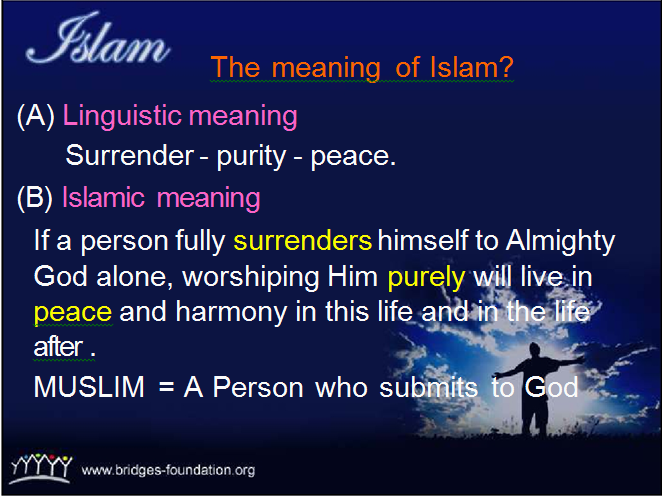 Islam
The meaning of Islam?
(A) Linguistic meaning
Surrender - purity - peace.
(B) Islamic meaning
If a person fully surrenders himself to Almighty
God alone, worshiping Him purely will live in
peace and harmony in this life and in the life
after .
MUSLIM = A Person who submits to God
www.bridges-foundation.org